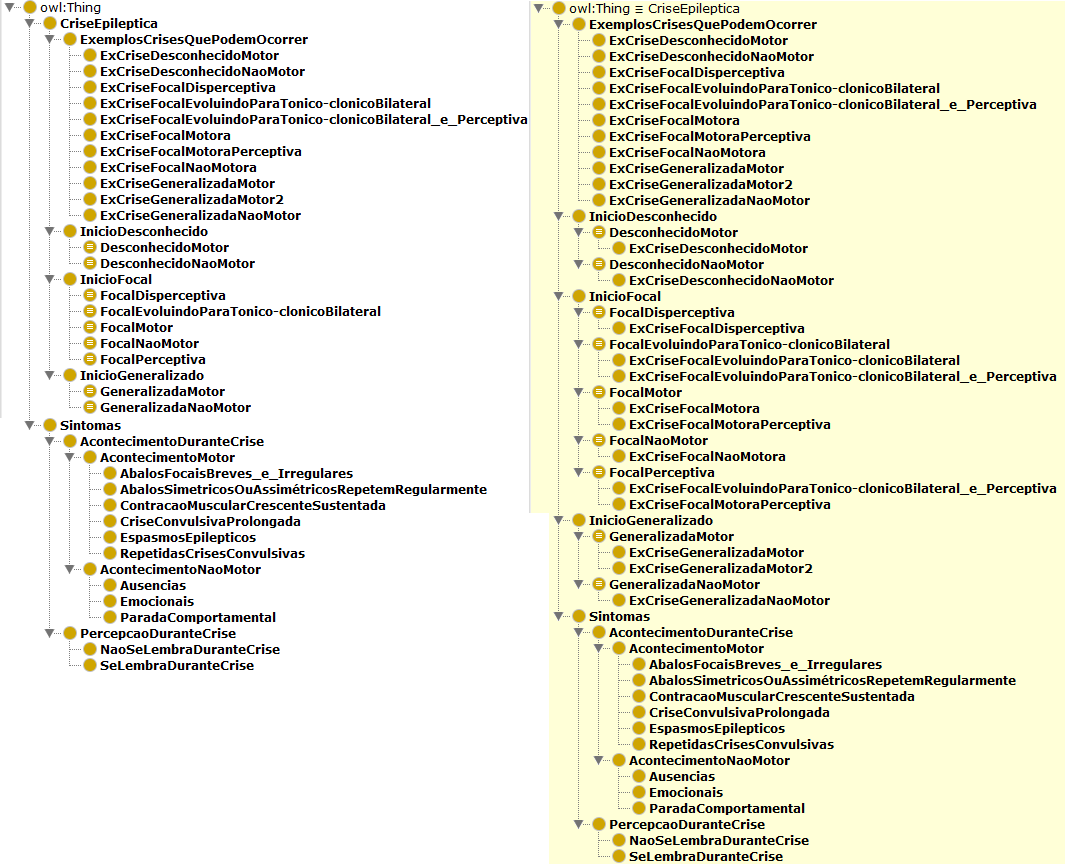 owl:Thing
CriseEpileptica
ExemplosCrisesQuePodemOcorrer
ExCriseDesconhecidoMotor
ExCriseDesconhecidoNaoMotor
ExCriseFocalDisperceptiva
ExCriseFocalEvoluindoParaTonico-clonicoBilateral
ExCriseFocalEvoluindoParaTonico-clonicoBilateral_e_Perceptiva
ExCriseFocalMotora
ExCriseFocalMotoraPerceptiva
ExCriseFocalNaoMotora
ExCriseGeneralizadaMotor
ExCriseGeneralizadaMotor2
ExCriseGeneralizadaNaoMotor
InicioDesconhecido
DesconhecidoMotor
DesconhecidoNaoMotor
InicioFocal
FocalDisperceptiva
FocalEvoluindoParaTonico-clonicoBilateral
FocalMotor
FocalNaoMotor
FocalPerceptiva
InicioGeneralizado
GeneralizadaMotor
GeneralizadaNaoMotor
Sintomas
AcontecimentoDuranteCrise
AcontecimentoMotor
AbalosFocaisBreves_e_Irregulares
AbalosSimetricosOuAssimétricosRepetemRegularmente
ContracaoMuscularCrescenteSustentada
CriseConvulsivaProlongada
EspasmosEpilepticos
RepetidasCrisesConvulsivas
AcontecimentoNaoMotor
Ausencias
Emocionais
ParadaComportamental
PercepcaoDuranteCrise
NaoSeLembraDuranteCrise
SeLembraDuranteCrise
owl:Thing ≡ CriseEpileptica
ExemplosCrisesQuePodemOcorrer
ExCriseDesconhecidoMotor
ExCriseDesconhecidoNaoMotor
ExCriseFocalDisperceptiva
ExCriseFocalEvoluindoParaTonico-clonicoBilateral
ExCriseFocalEvoluindoParaTonico-clonicoBilateral_e_Perceptiva
ExCriseFocalMotora
ExCriseFocalMotoraPerceptiva
ExCriseFocalNaoMotora
ExCriseGeneralizadaMotor
ExCriseGeneralizadaMotor2
ExCriseGeneralizadaNaoMotor
InicioDesconhecido
DesconhecidoMotor
ExCriseDesconhecidoMotor
DesconhecidoNaoMotor
ExCriseDesconhecidoNaoMotor
InicioFocal
FocalDisperceptiva
ExCriseFocalDisperceptiva
FocalEvoluindoParaTonico-clonicoBilateral
ExCriseFocalEvoluindoParaTonico-clonicoBilateral
ExCriseFocalEvoluindoParaTonico-clonicoBilateral_e_Perceptiva
FocalMotor
ExCriseFocalMotora
ExCriseFocalMotoraPerceptiva
FocalNaoMotor
ExCriseFocalNaoMotora
FocalPerceptiva
ExCriseFocalEvoluindoParaTonico-clonicoBilateral_e_Perceptiva
ExCriseFocalMotoraPerceptiva
InicioGeneralizado
GeneralizadaMotor
ExCriseGeneralizadaMotor
ExCriseGeneralizadaMotor2
GeneralizadaNaoMotor
ExCriseGeneralizadaNaoMotor
Sintomas
AcontecimentoDuranteCrise
AcontecimentoMotor
AbalosFocaisBreves_e_Irregulares
AbalosSimetricosOuAssimétricosRepetemRegularmente
ContracaoMuscularCrescenteSustentada
CriseConvulsivaProlongada
EspasmosEpilepticos
RepetidasCrisesConvulsivas
AcontecimentoNaoMotor
Ausencias
Emocionais
ParadaComportamental
PercepcaoDuranteCrise
NaoSeLembraDuranteCrise
SeLembraDuranteCrise